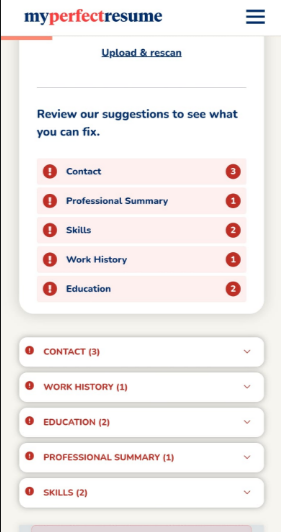 myperfectresume
Upload & rescan
Review our suggestions to see what
you can fix.
! Contact 3
! Professional Summary 1
! Skills 2
! Work History 1
! Education 2
! CONTACT (3)
! WORK HISTORY (1)
! EDUCATION (2)
! PROFESSIONAL SUMMARY (1)
! SKILLS (2)